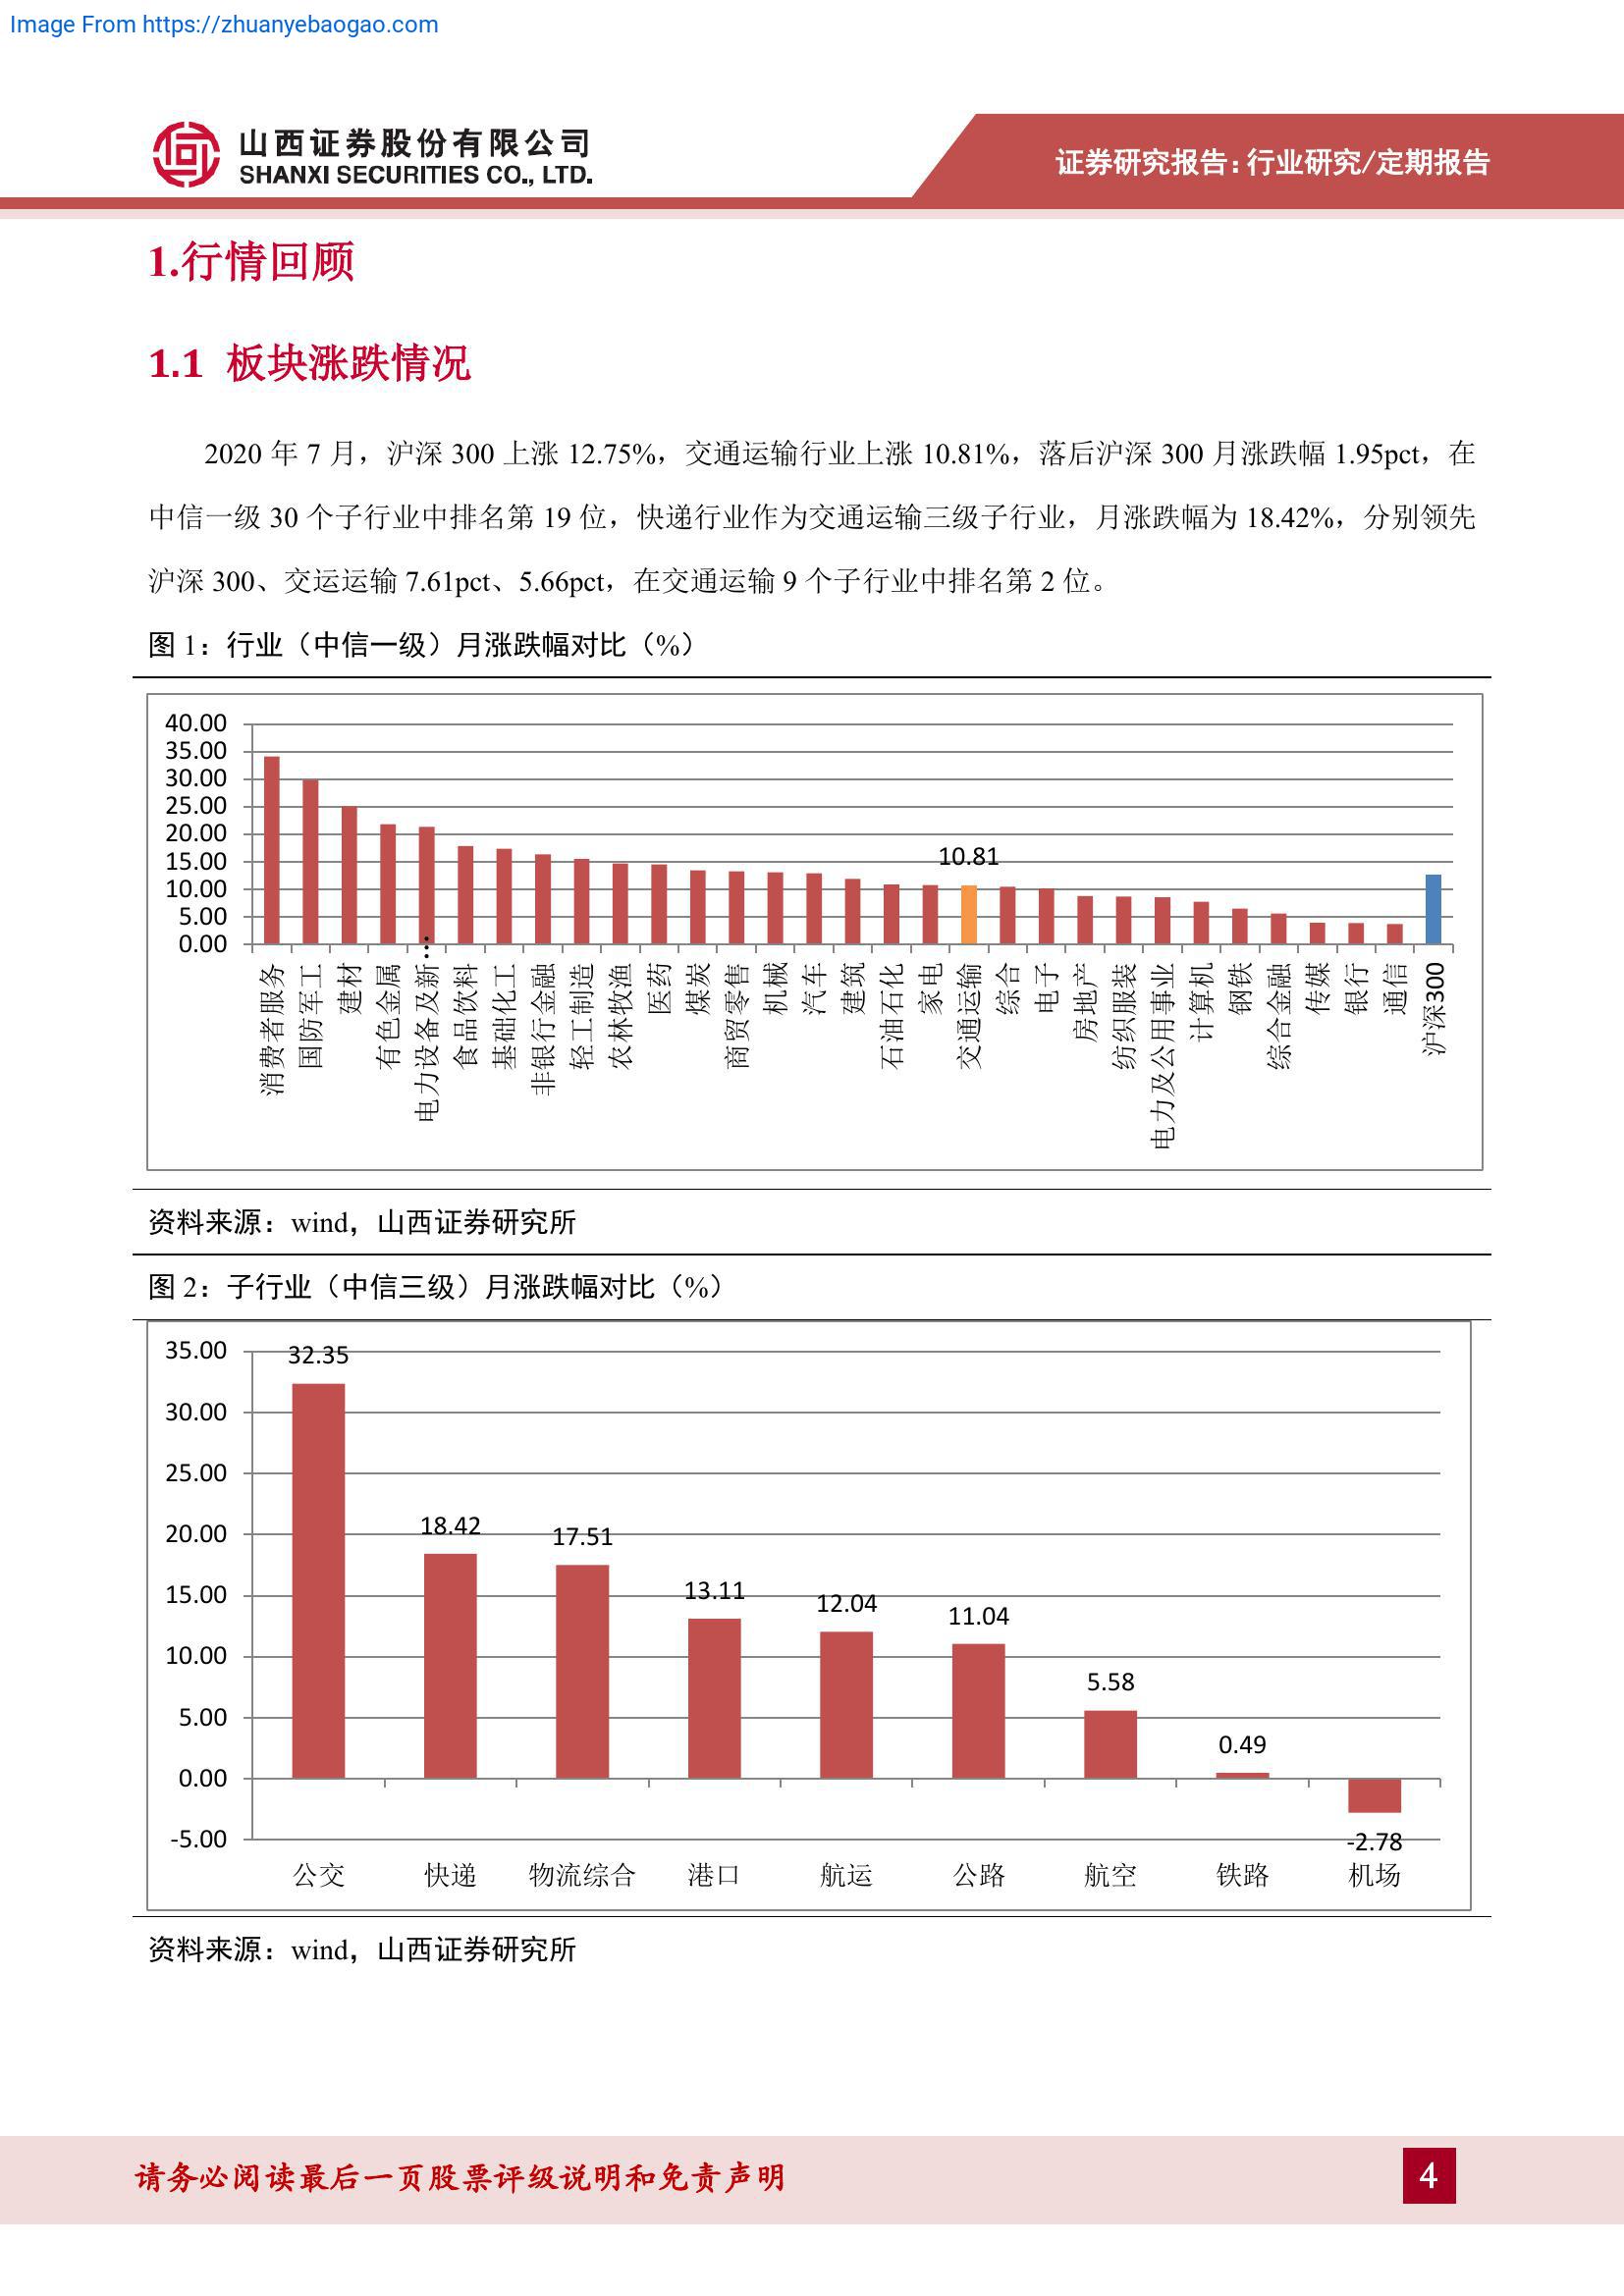 Image From https://zhuanyebaogao.com
山西证券股份有限公司
SHANXI SECURITIES CO., LTD.
证券研究报告:行业研究/定期报告
1.行情回顾
1.1 板块涨跌情况
2020 年 7 月，沪深 300 上涨 12.75%，交通运输行业上涨 10.81%，落后沪深 300 月涨跌幅 1.95pct，在
中信一级 30 个子行业中排名第 19 位，快递行业作为交通运输三级子行业，月涨跌幅为 18.42%，分别领先
沪深 300、交运运输 7.61pct、5.66pct，在交通运输 9 个子行业中排名第 2 位。
图 1：行业（中信一级）月涨跌幅对比（%）
40.00
35.00
30.00
25.00
20.00
15.00
10.00
5.00
0.00
10.81
消费者服务
国防军工
建材
有色金属
电力设备及新…
食品饮料
基础化工
非银行金融
轻工制造
农林牧渔
医药
煤炭
商贸零售
机械
汽车
建筑
石油石化
家电
交通运输
综合
电子
房地产
纺织服装
电力及公用事业
计算机
钢铁
综合金融
传媒
银行
通信
沪深300
资料来源：wind，山西证券研究所
图 2：子行业（中信三级）月涨跌幅对比（%）
35.00
30.00
25.00
20.00
15.00
10.00
5.00
0.00
-5.00
32.35
18.42
17.51
13.11
12.04
11.04
5.58
0.49
-2.78
公交 快递 物流综合 港口 航运 公路 航空 铁路 机场
资料来源：wind，山西证券研究所
请务必阅读最后一页股票评级说明和免责声明
4